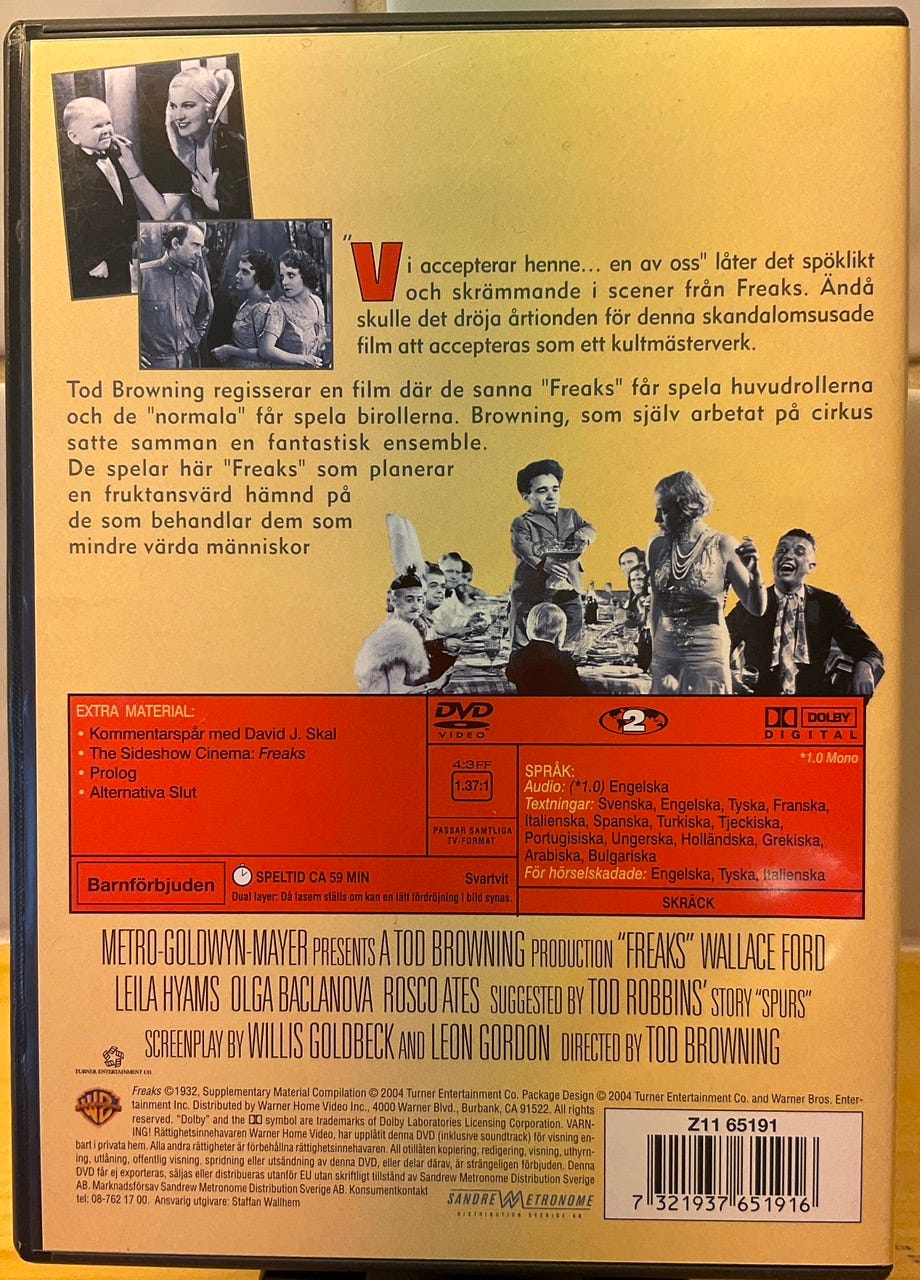 "Vi accepterar henne... en av oss" låter det spöklikt
och skrämmande i scener från Freaks. Ändå
skulle det dröja årtionden för denna skandalomsusade
film att accepteras som ett kultmästerverk.
Tod Browning regisserar en film där de sanna "Freaks" får spela huvudrollerna
och de "normala" får spela birollerna. Browning, som själv arbetat på cirkus
satte samman en fantastisk ensemble.
De spelar här "Freaks" som planerar
en fruktansvärd hämnd på
de som behandlar dem som
mindre värda människor
EXTRA MATERIAL:
• Kommentarspår med David J. Skal
• The Sideshow Cinema: Freaks
• Prolog
• Alternativa Slut
DVD
VIDEO
2
DOLBY
DIGITAL
*1.0 Mono
4:3 FF
1.37:1
PASSAR SAMTLIGA
TV-FORMAT
SPRÅK:
Audio: (*1.0) Engelska
Textningar: Svenska, Engelska, Tyska, Franska,
Italienska, Spanska, Turkiska, Tjeckiska,
Portugisiska, Ungerska, Holländska, Grekiska,
Arabiska, Bulgariska
För hörselskadade: Engelska, Tyska, Italienska
SKRÄCK
Barnförbjuden
SPELTID CA 59 MIN
Svartvit
Dual layer: Då lasern ställs om kan en lätt fördröjning i bild synas.
METRO-GOLDWYN-MAYER PRESENTS A TOD BROWNING PRODUCTION "FREAKS" WALLACE FORD
LEILA HYAMS OLGA BACLANOVA ROSCO ATES SUGGESTED BY TOD ROBBINS' STORY "SPURS"
SCREENPLAY BY WILLIS GOLDBECK AND LEON GORDON DIRECTED BY TOD BROWNING
TURNER ENTERTAINMENT CO.
WB
Freaks ©1932, Supplementary Material Compilation © 2004 Turner Entertainment Co. Package Design © 2004 Turner Entertainment Co. and Warner Bros. Enter-
tainment Inc. Distributed by Warner Home Video Inc., 4000 Warner Blvd., Burbank, CA 91522. All rights
reserved. "Dolby" and the DD symbol are trademarks of Dolby Laboratories Licensing Corporation. VARN-
ING! Rättighetsinnehavaren Warner Home Video, har upplåtit denna DVD (inklusive soundtrack) för visning en-
bart i privata hem. Alla andra rättigheter är förbehållna rättighetsinnehavaren. All otillåten kopiering, redigering, visning, uthyrn-
ing, utlåning, offentlig visning, spridning eller utsändning av denna DVD, eller delar därav, är strängeligen förbjuden. Denna
DVD får ej exporteras, säljas eller distribueras utanför EU utan skriftligt tillstånd av Sandrew Metronome Distribution Sverige
AB. Marknadsförsav Sandrew Metronome Distribution Sverige AB. Konsumentkontakt
tel: 08-762 17 00. Ansvarig utgivare: Staffan Wallhem
SANDREW METRONOME
DISTRIBUTION SVERIGE AB
Z11 65191
7 321937 651916